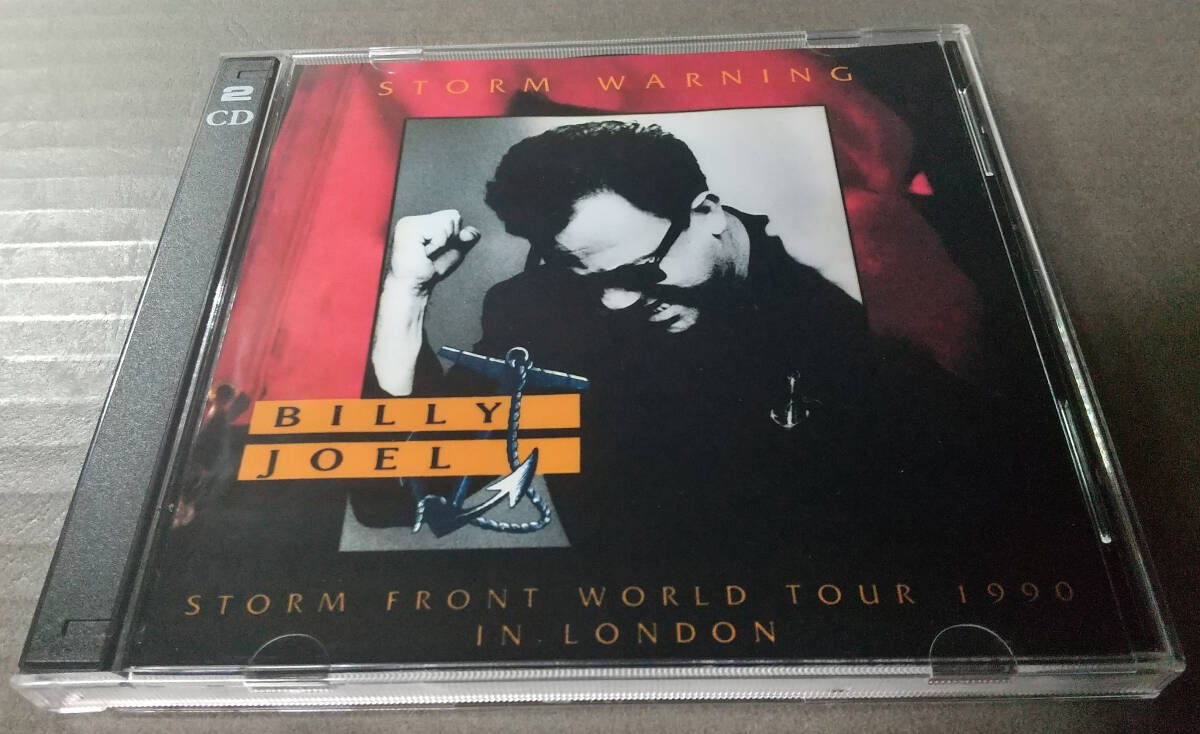 2
CD
STORM WARNING
BILLY
JOEL
STORM FRONT WORLD TOUR 1990
IN LONDON